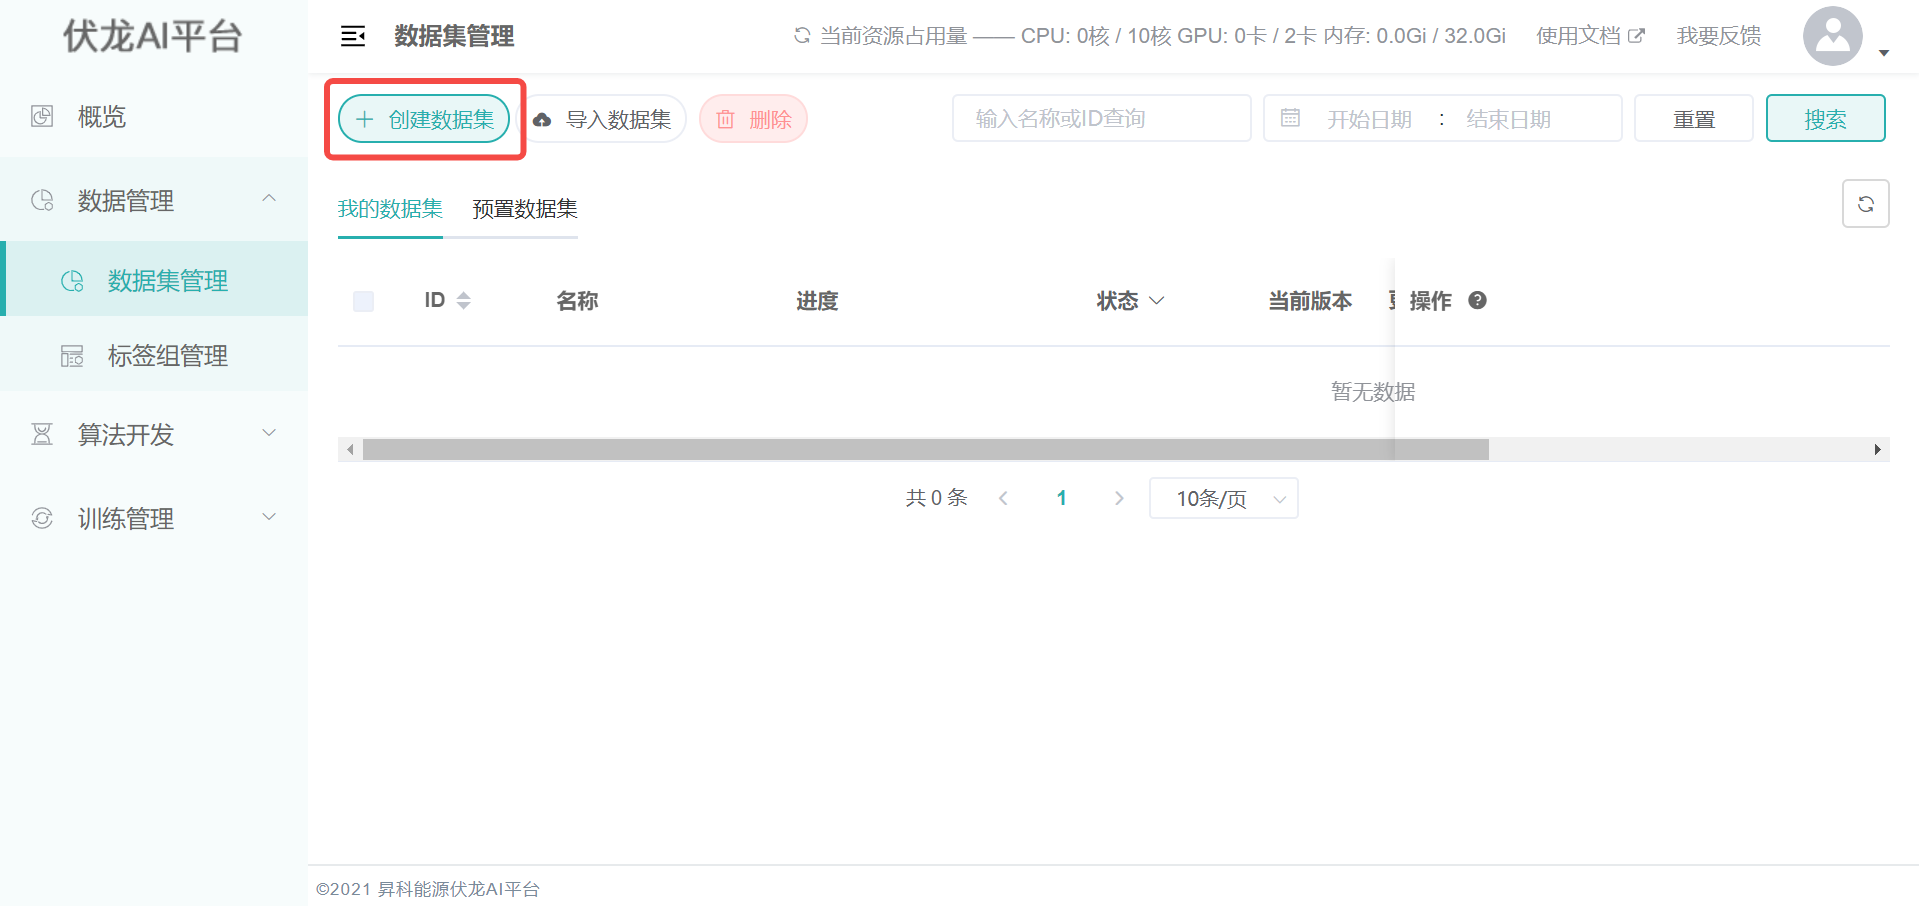 伏龙AI平台
数据集管理
当前资源占用量 —— CPU: 0核 / 10核 GPU: 0卡 / 2卡 内存: 0.0Gi / 32.0Gi
使用文档
我要反馈
概览
数据管理
数据集管理
标签组管理
算法开发
训练管理
创建数据集
导入数据集
删除
输入名称或ID查询
开始日期 : 结束日期
重置
搜索
我的数据集
预置数据集
ID 名称 进度 状态 当前版本 操作
暂无数据
共 0 条
1
10条/页
©2021 昇科能源伏龙AI平台